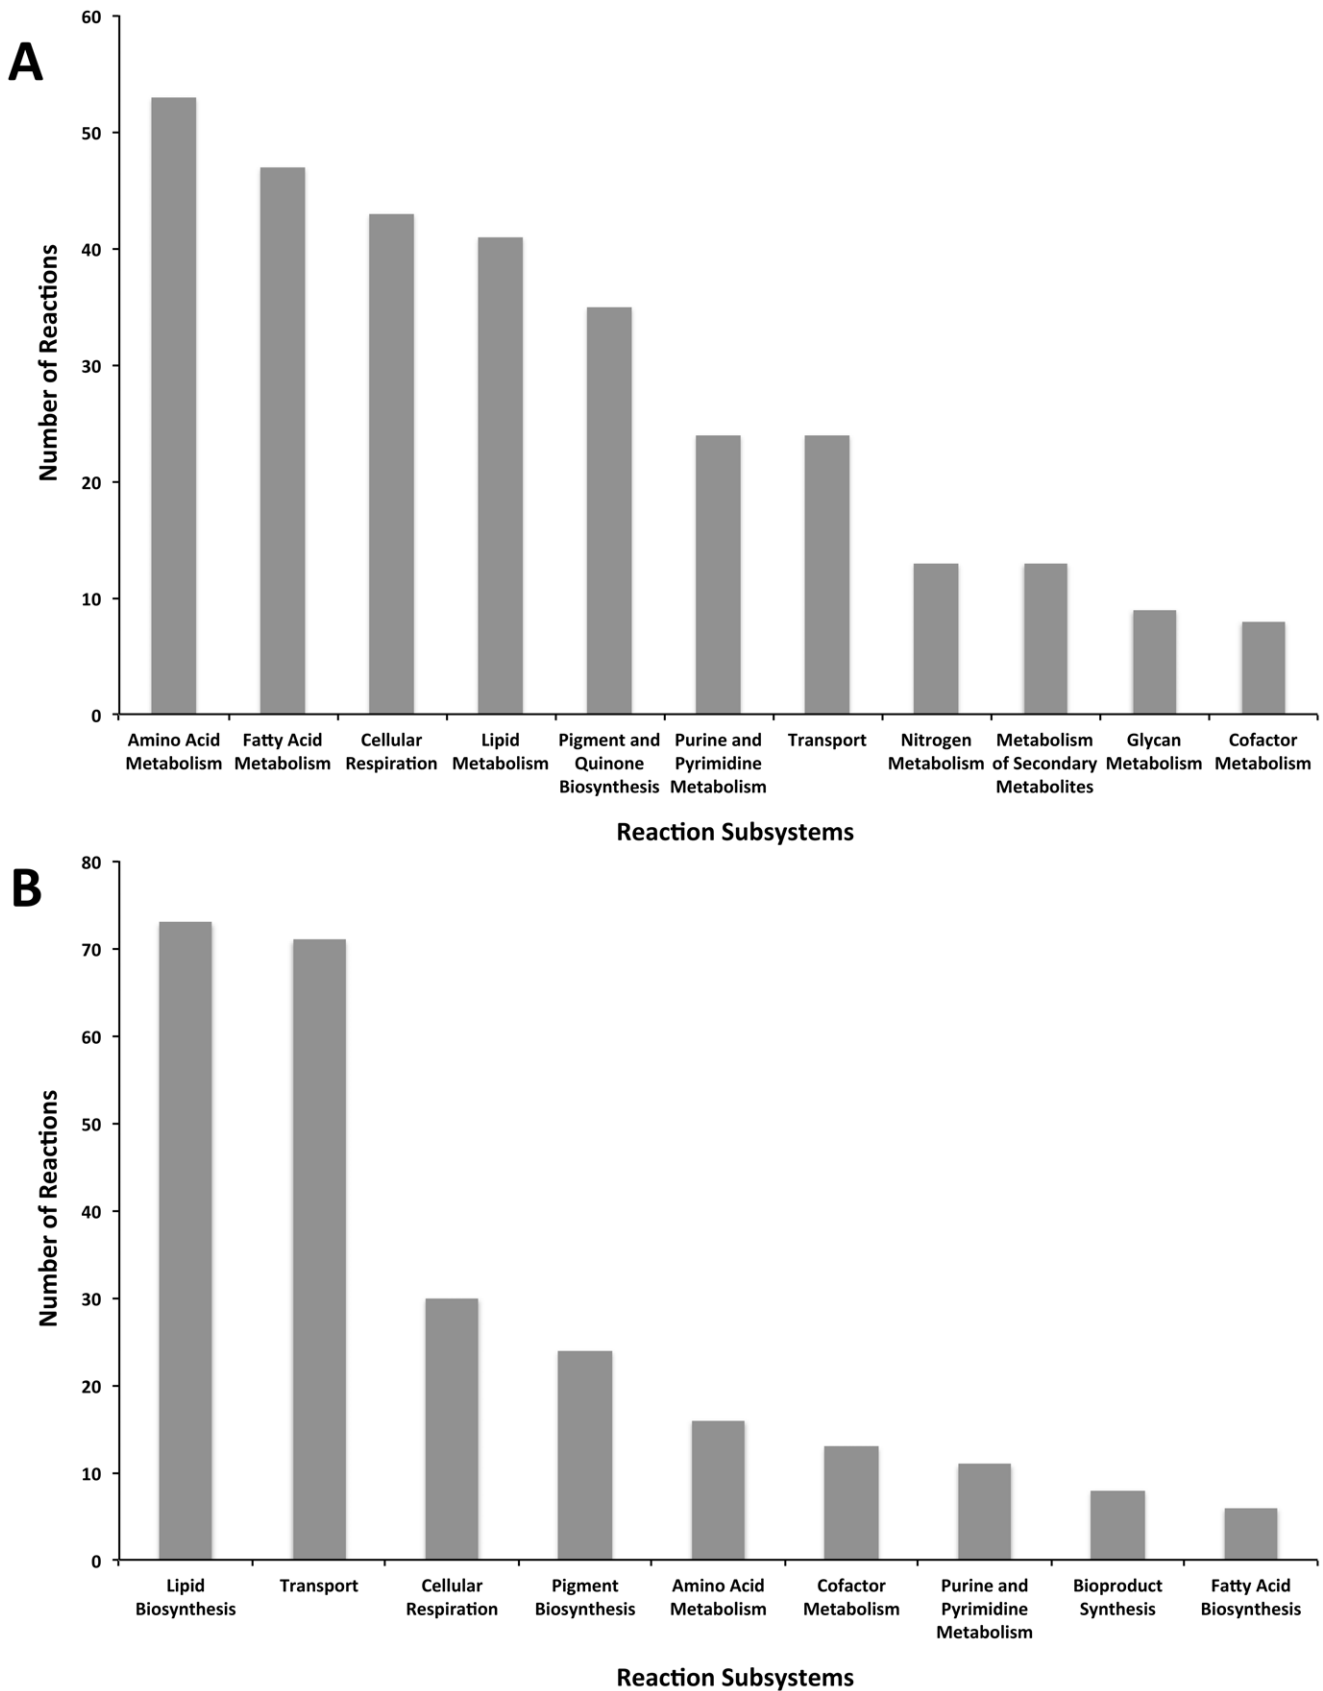 A
60
50
40
30
20
10
0
Number of Reactions
Amino Acid Metabolism
Fatty Acid Metabolism
Cellular Respiration
Lipid Metabolism
Pigment and Quinone Biosynthesis
Purine and Pyrimidine Metabolism
Transport
Nitrogen Metabolism
Metabolism of Secondary Metabolites
Glycan Metabolism
Cofactor Metabolism
Reaction Subsystems
B
80
70
60
50
40
30
20
10
0
Number of Reactions
Lipid Biosynthesis
Transport
Cellular Respiration
Pigment Biosynthesis
Amino Acid Metabolism
Cofactor Metabolism
Purine and Pyrimidine Metabolism
Bioproduct Synthesis
Fatty Acid Biosynthesis
Reaction Subsystems